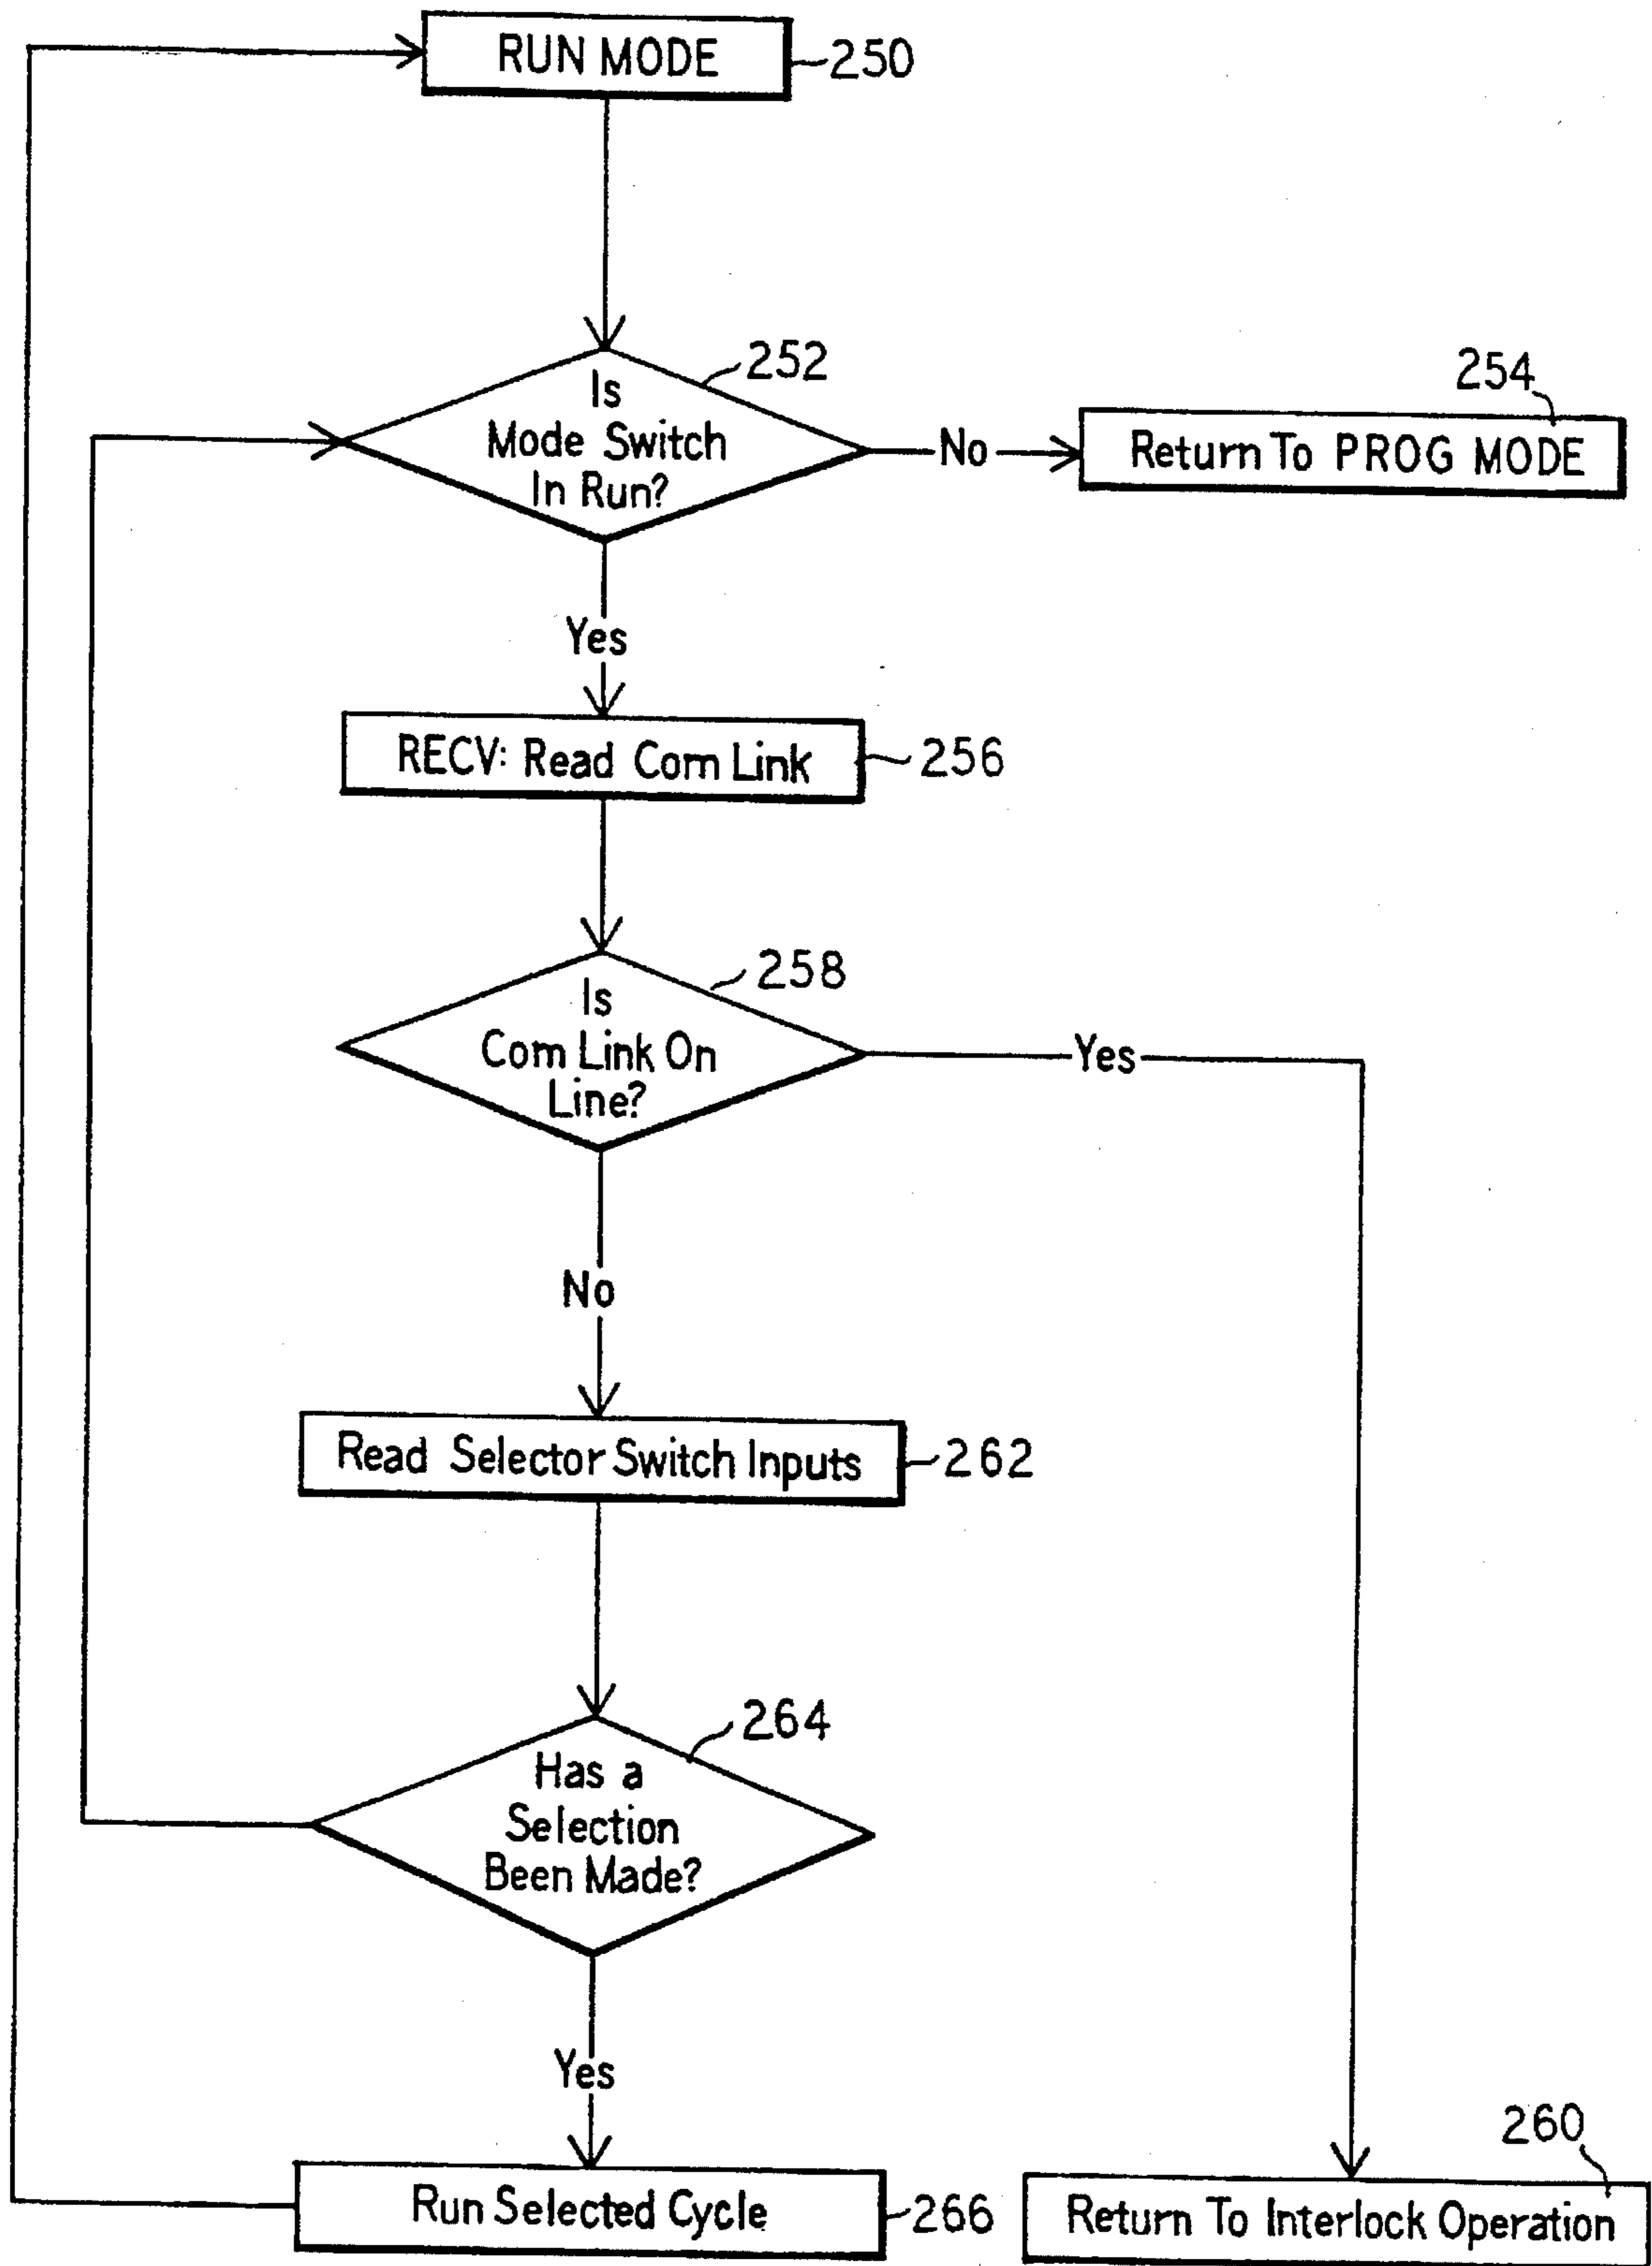 RUN MODE
250
252
Is
Mode Switch
In Run?
No
254
Return To PROG MODE
Yes
RECV: Read Com Link
256
258
Is
Com Link On
Line?
Yes
No
Read Selector Switch Inputs
262
264
Has a
Selection
Been Made?
Yes
Run Selected Cycle
266
260
Return To Interlock Operation